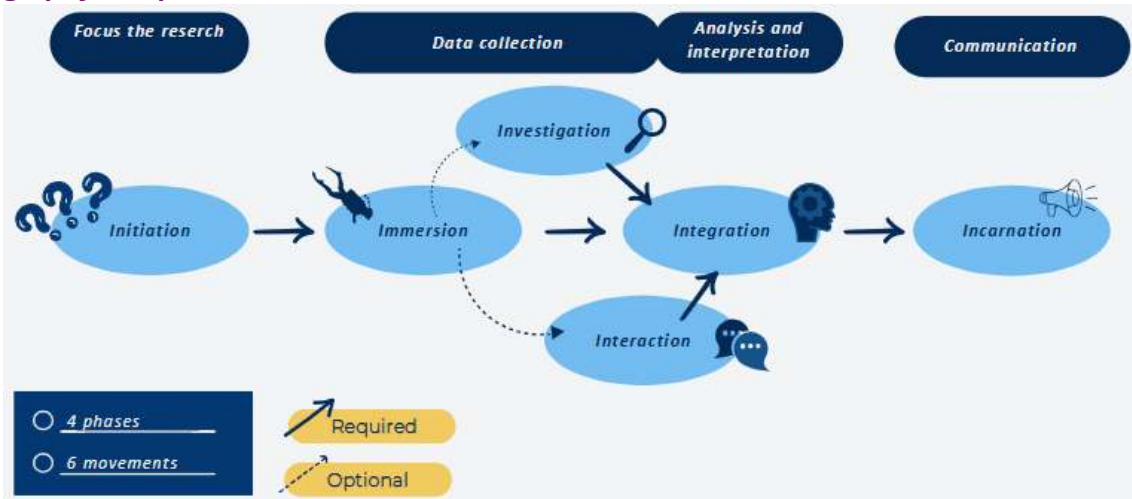 Focus the reserch
Data collection
Analysis and
interpretation
Communication
Investigation
Initiation
Immersion
Integration
Incarnation
Interaction
4 phases
6 movements
Required
Optional